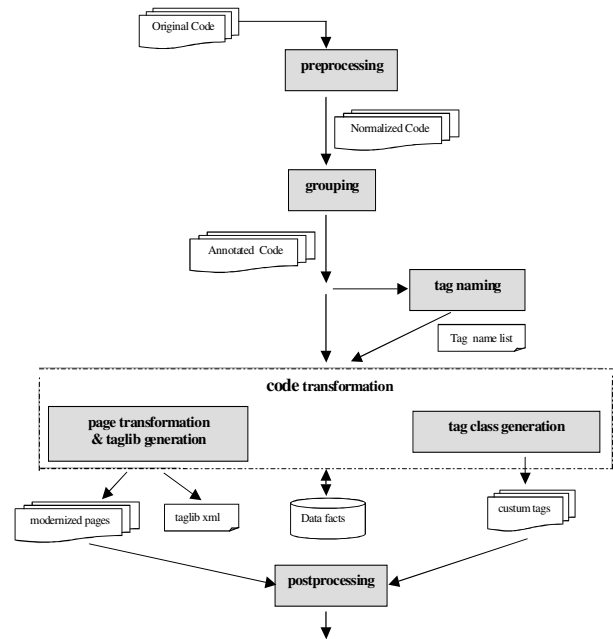 Original Code
preprocessing
Normalized Code
grouping
Annotated Code
tag naming
Tag name list
code transformation
page transformation
& taglib generation
tag class generation
modernized pages
taglib xml
Data facts
custum tags
postprocessing